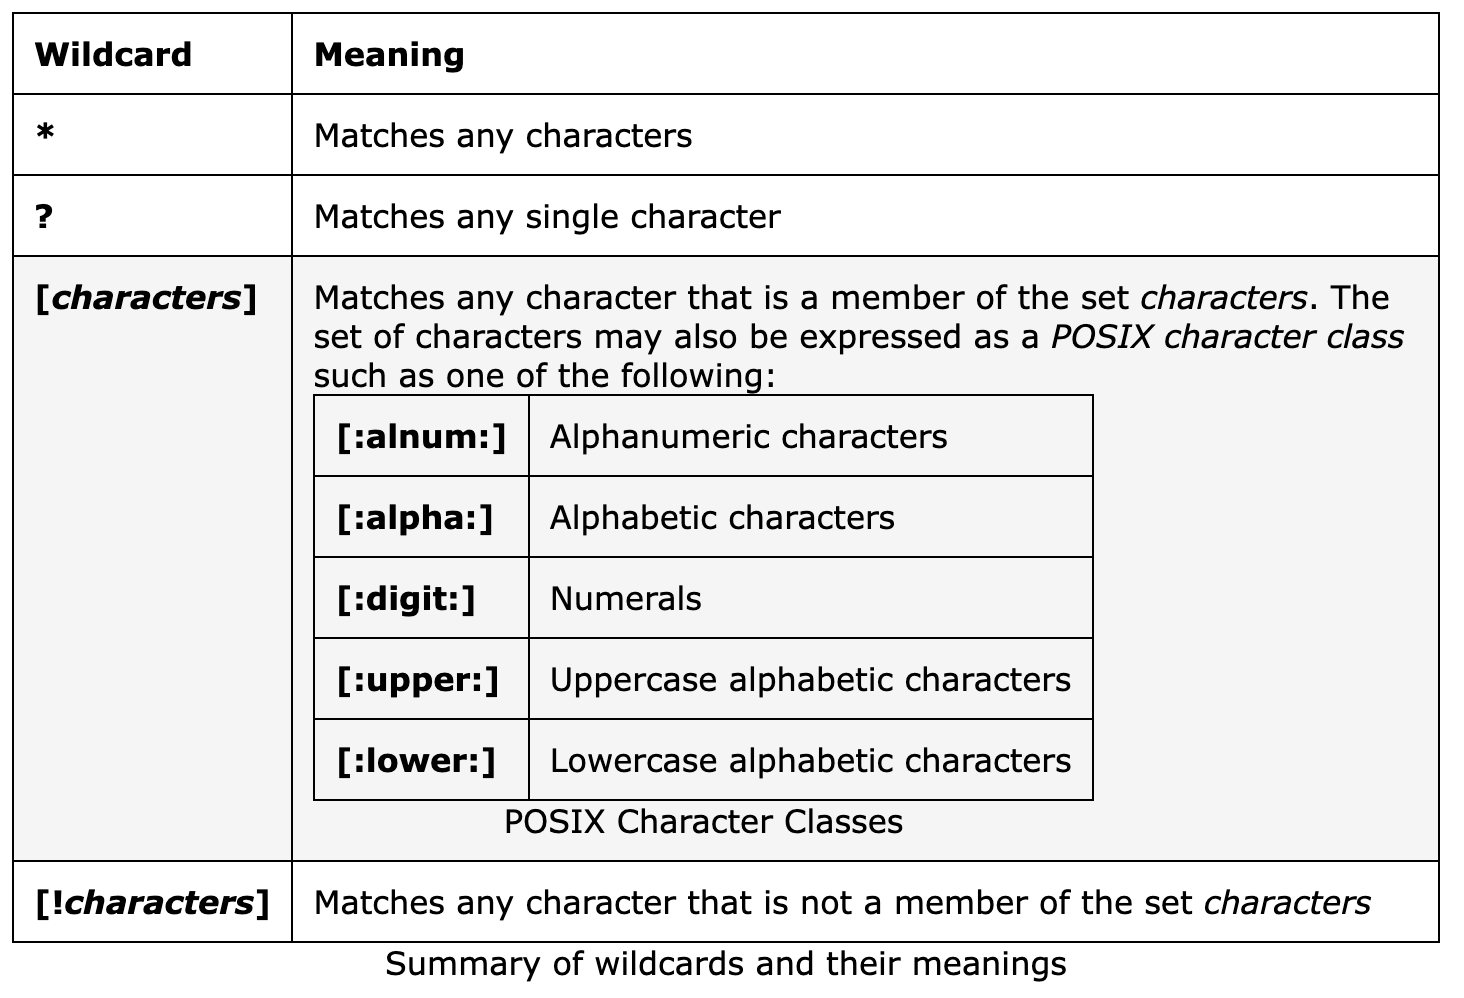 Wildcard Meaning
* Matches any characters
? Matches any single character
[characters] Matches any character that is a member of the set characters. The
set of characters may also be expressed as a POSIX character class
such as one of the following:
[:alnum:] Alphanumeric characters
[:alpha:] Alphabetic characters
[:digit:] Numerals
[:upper:] Uppercase alphabetic characters
[:lower:] Lowercase alphabetic characters
POSIX Character Classes
[!characters] Matches any character that is not a member of the set characters
Summary of wildcards and their meanings